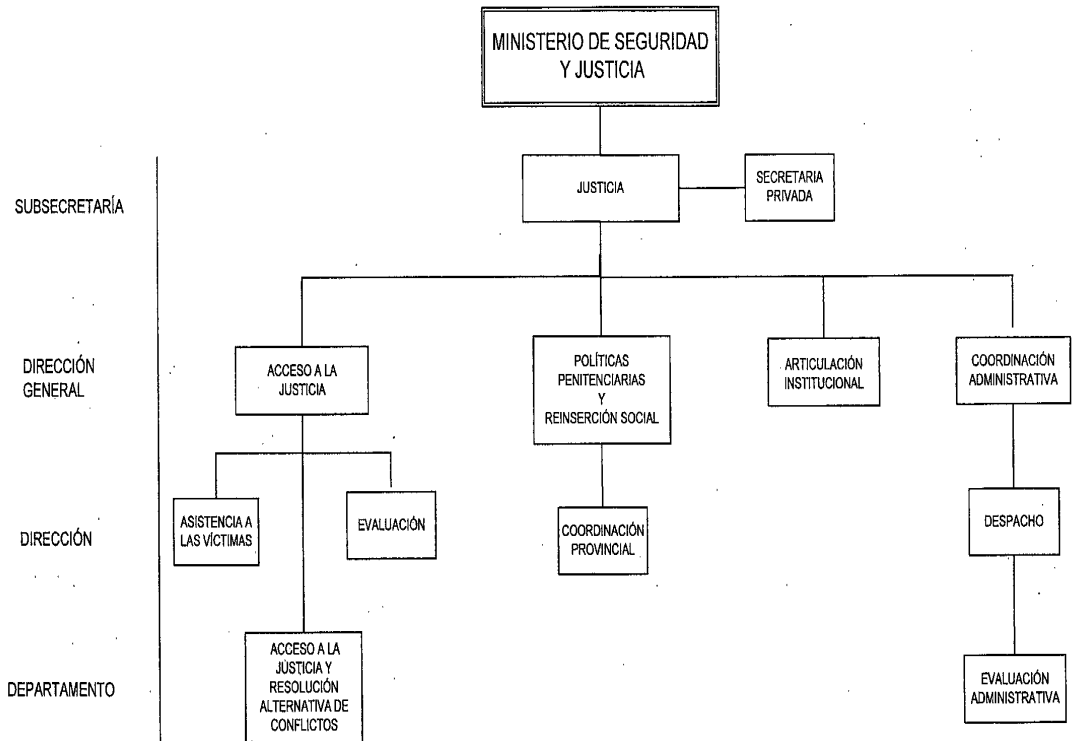 MINISTERIO DE SEGURIDAD
Y JUSTICIA
SUBSECRETARÍA
JUSTICIA
SECRETARIA
PRIVADA
DIRECCIÓN
GENERAL
ACCESO A LA
JUSTICIA
POLÍTICAS
PENITENCIARIAS
Y
REINSERCIÓN SOCIAL
ARTICULACIÓN
INSTITUCIONAL
COORDINACIÓN
ADMINISTRATIVA
DIRECCIÓN
ASISTENCIA A
LAS VÍCTIMAS
EVALUACIÓN
COORDINACIÓN
PROVINCIAL
DESPACHO
DEPARTAMENTO
ACCESO A LA
JUSTICIA Y
RESOLUCIÓN
ALTERNATIVA DE
CONFLICTOS
EVALUACIÓN
ADMINISTRATIVA